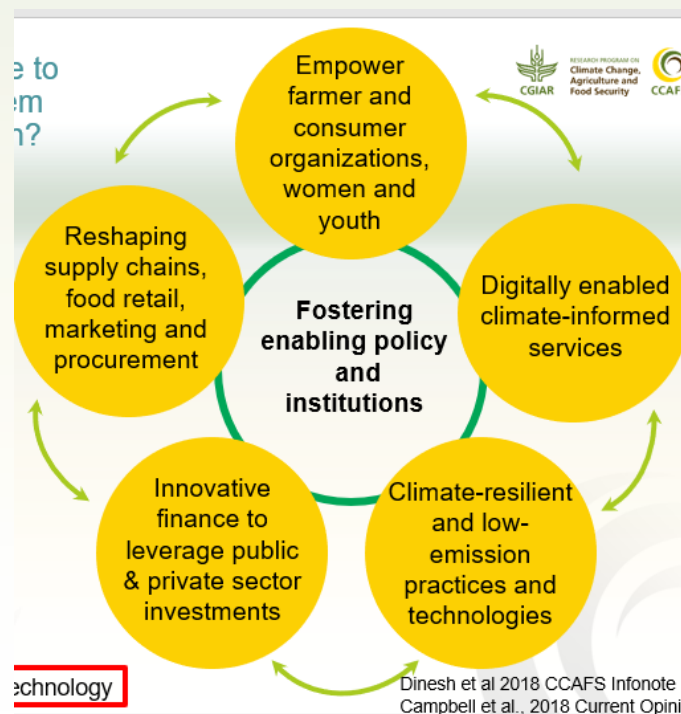 e to
em
n?
CGIAR
RESEARCH PROGRAM ON
Climate Change,
Agriculture and
Food Security
CCAF
Empower
farmer and
consumer
organizations,
women and
youth
Reshaping
supply chains,
food retail,
marketing and
procurement
Fostering
enabling policy
and
institutions
Digitally enabled
climate-informed
services
Innovative
finance to
leverage public
& private sector
investments
Climate-resilient
and low-
emission
practices and
technologies
echnology
Dinesh et al 2018 CCAFS Infonote
Campbell et al., 2018 Current Opini